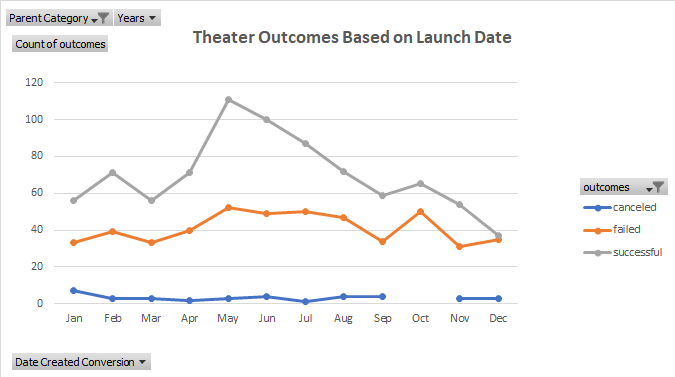 Parent Category Years
Count of outcomes
Theater Outcomes Based on Launch Date
120
100
80
60
40
20
0
Jan Feb Mar Apr May Jun Jul Aug Sep Oct Nov Dec
outcomes
canceled
failed
successful
Date Created Conversion